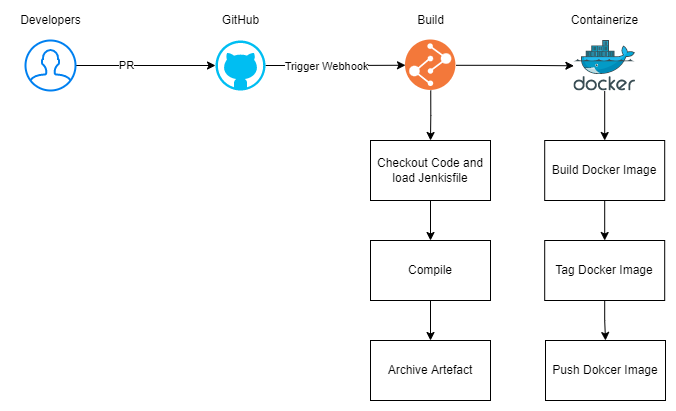 Developers
GitHub
Build
Containerize
PR
Trigger Webhook
docker
Checkout Code and
load Jenkisfile
Build Docker Image
Compile
Tag Docker Image
Archive Artefact
Push Dokcer Image